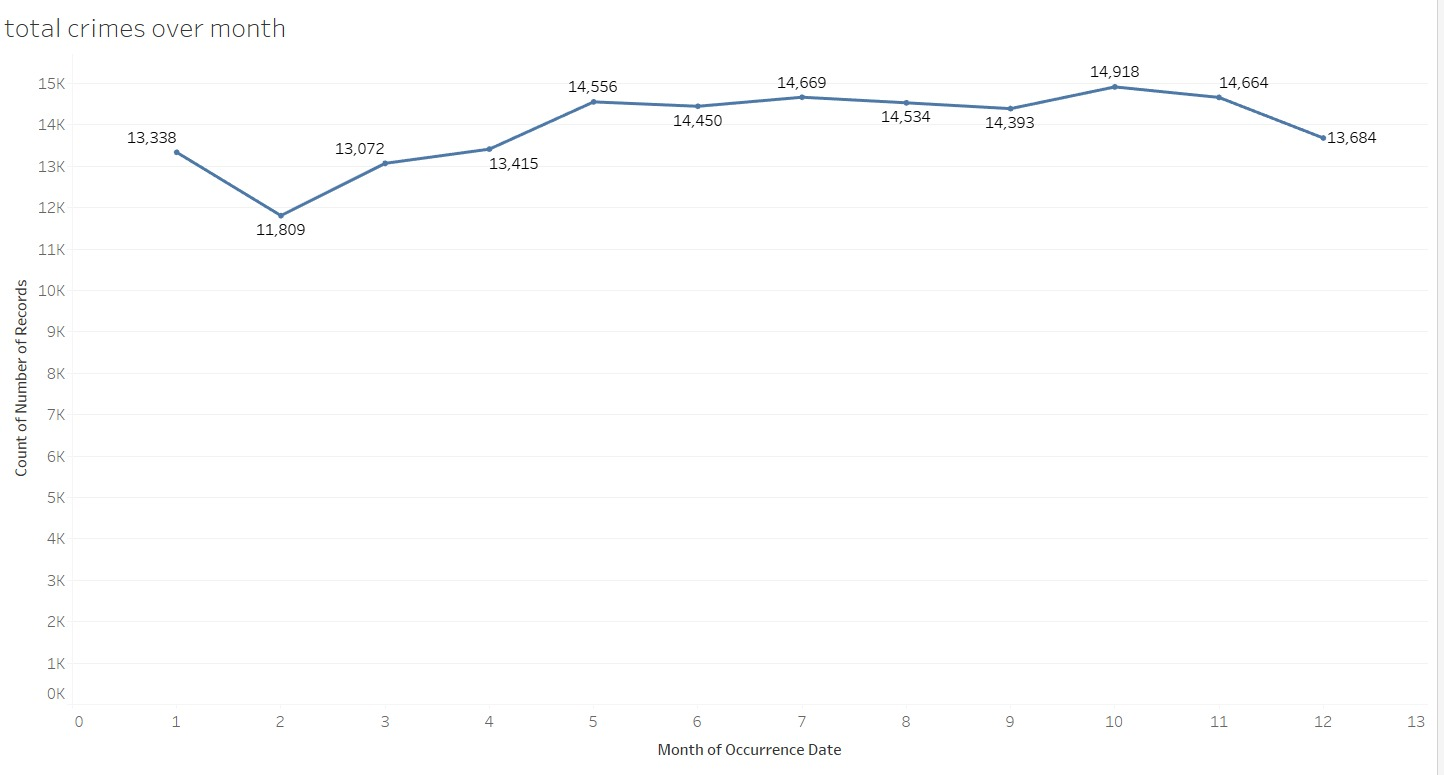 total crimes over month
15K
14K
13K
12K
11K
10K
9K
8K
7K
6K
5K
4K
3K
2K
1K
0K
Count of Number of Records
13,338
11,809
13,072
13,415
14,556
14,450
14,669
14,534
14,393
14,918
14,664
13,684
0 1 2 3 4 5 6 7 8 9 10 11 12 13
Month of Occurrence Date